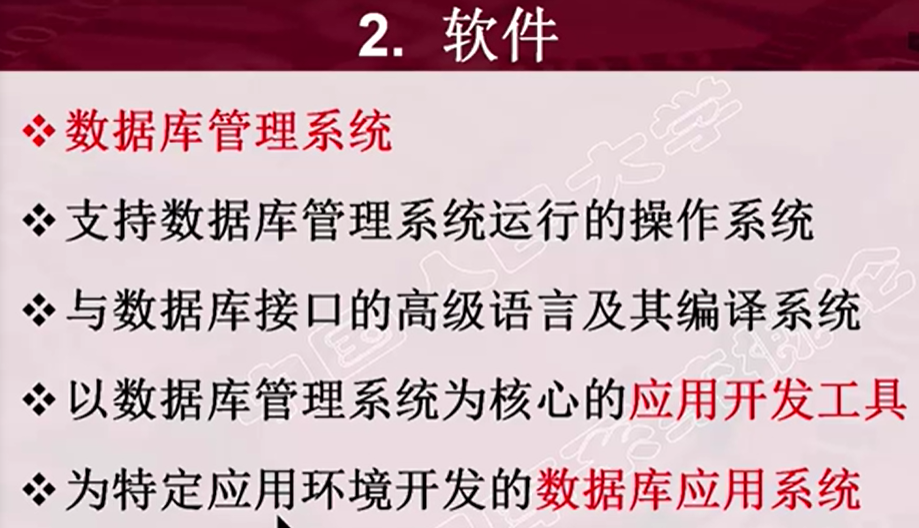 2. 软件
数据库管理系统
支持数据库管理系统运行的操作系统
与数据库接口的高级语言及其编译系统
以数据库管理系统为核心的应用开发工具
为特定应用环境开发的数据库应用系统